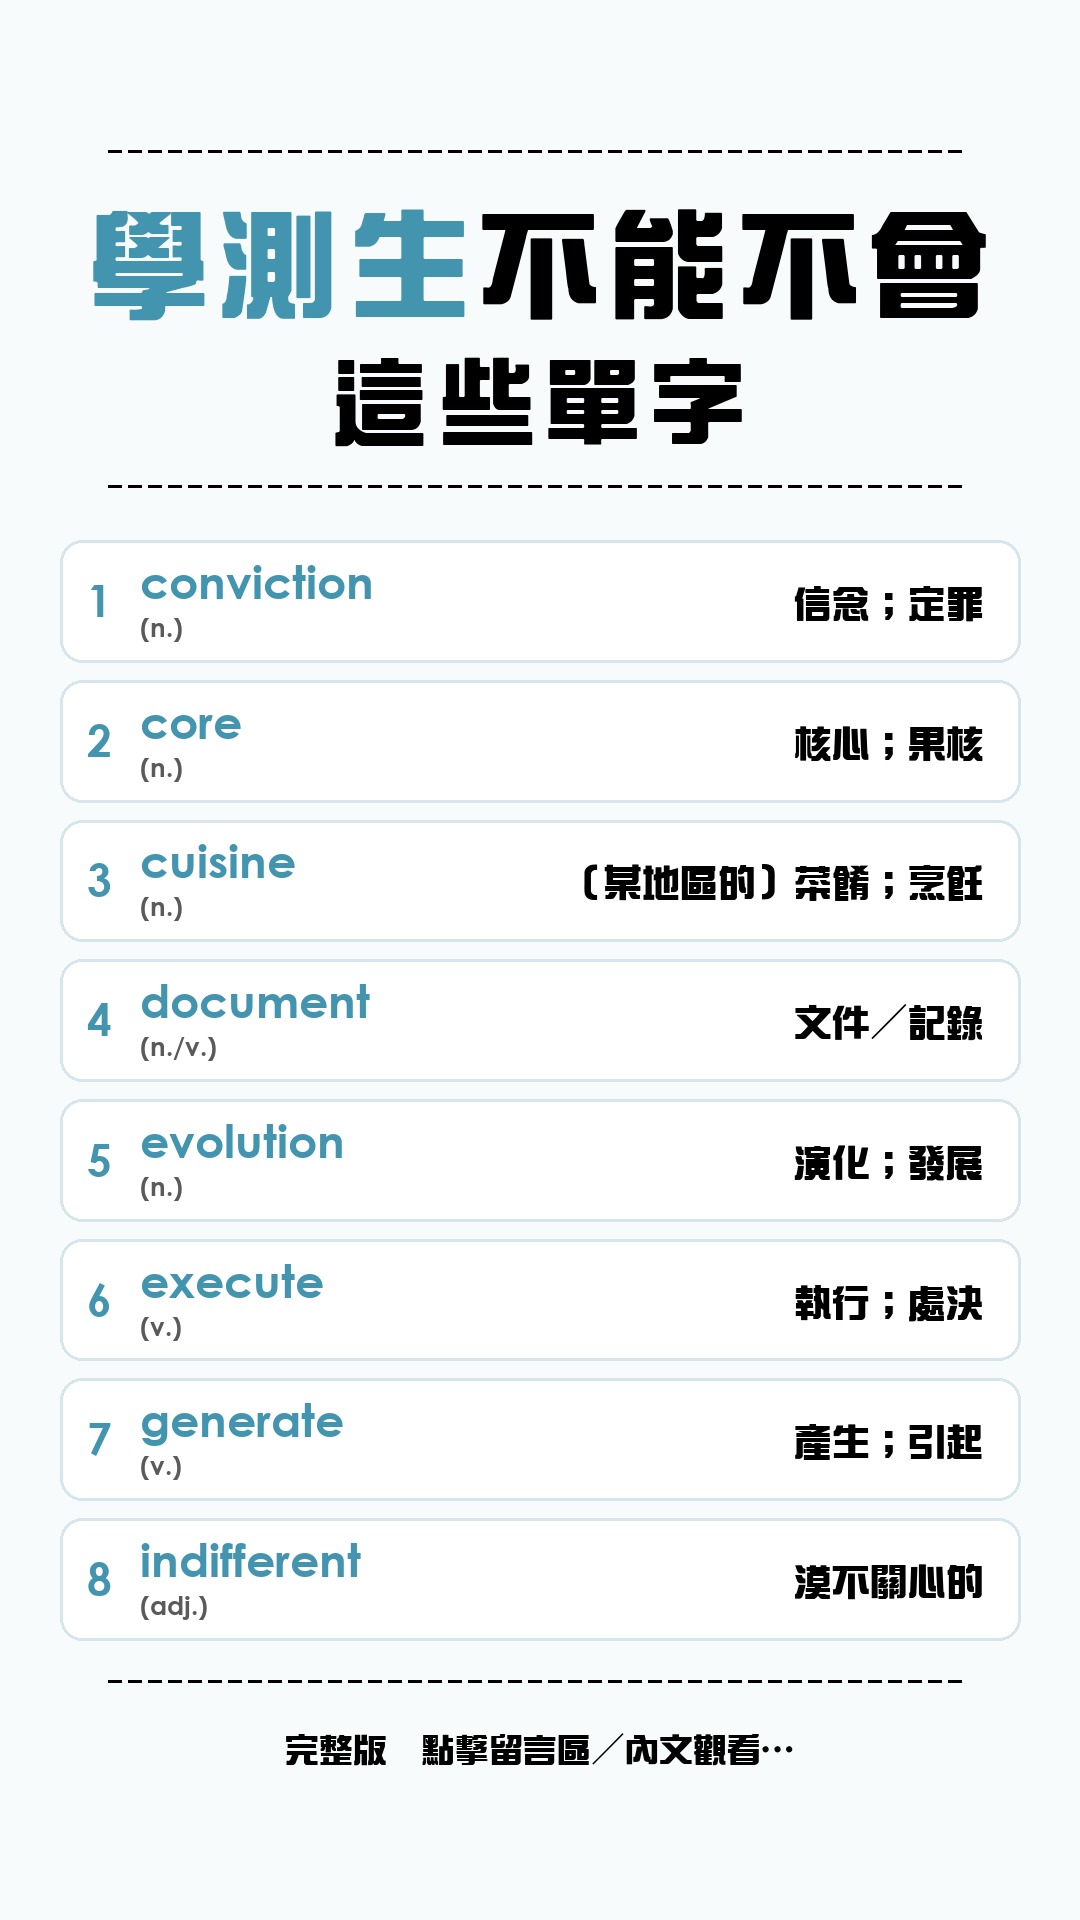 學測生不能不會
這些單字
1 conviction
(n.)
信念；定罪
2 core
(n.)
核心；果核
3 cuisine
(n.)
（某地區的）菜餚；烹飪
4 document
(n./v.)
文件／記錄
5 evolution
(n.)
演化；發展
6 execute
(v.)
執行；處決
7 generate
(v.)
產生；引起
8 indifferent
(adj.)
漠不關心的
完整版　點擊留言區／內文觀看…